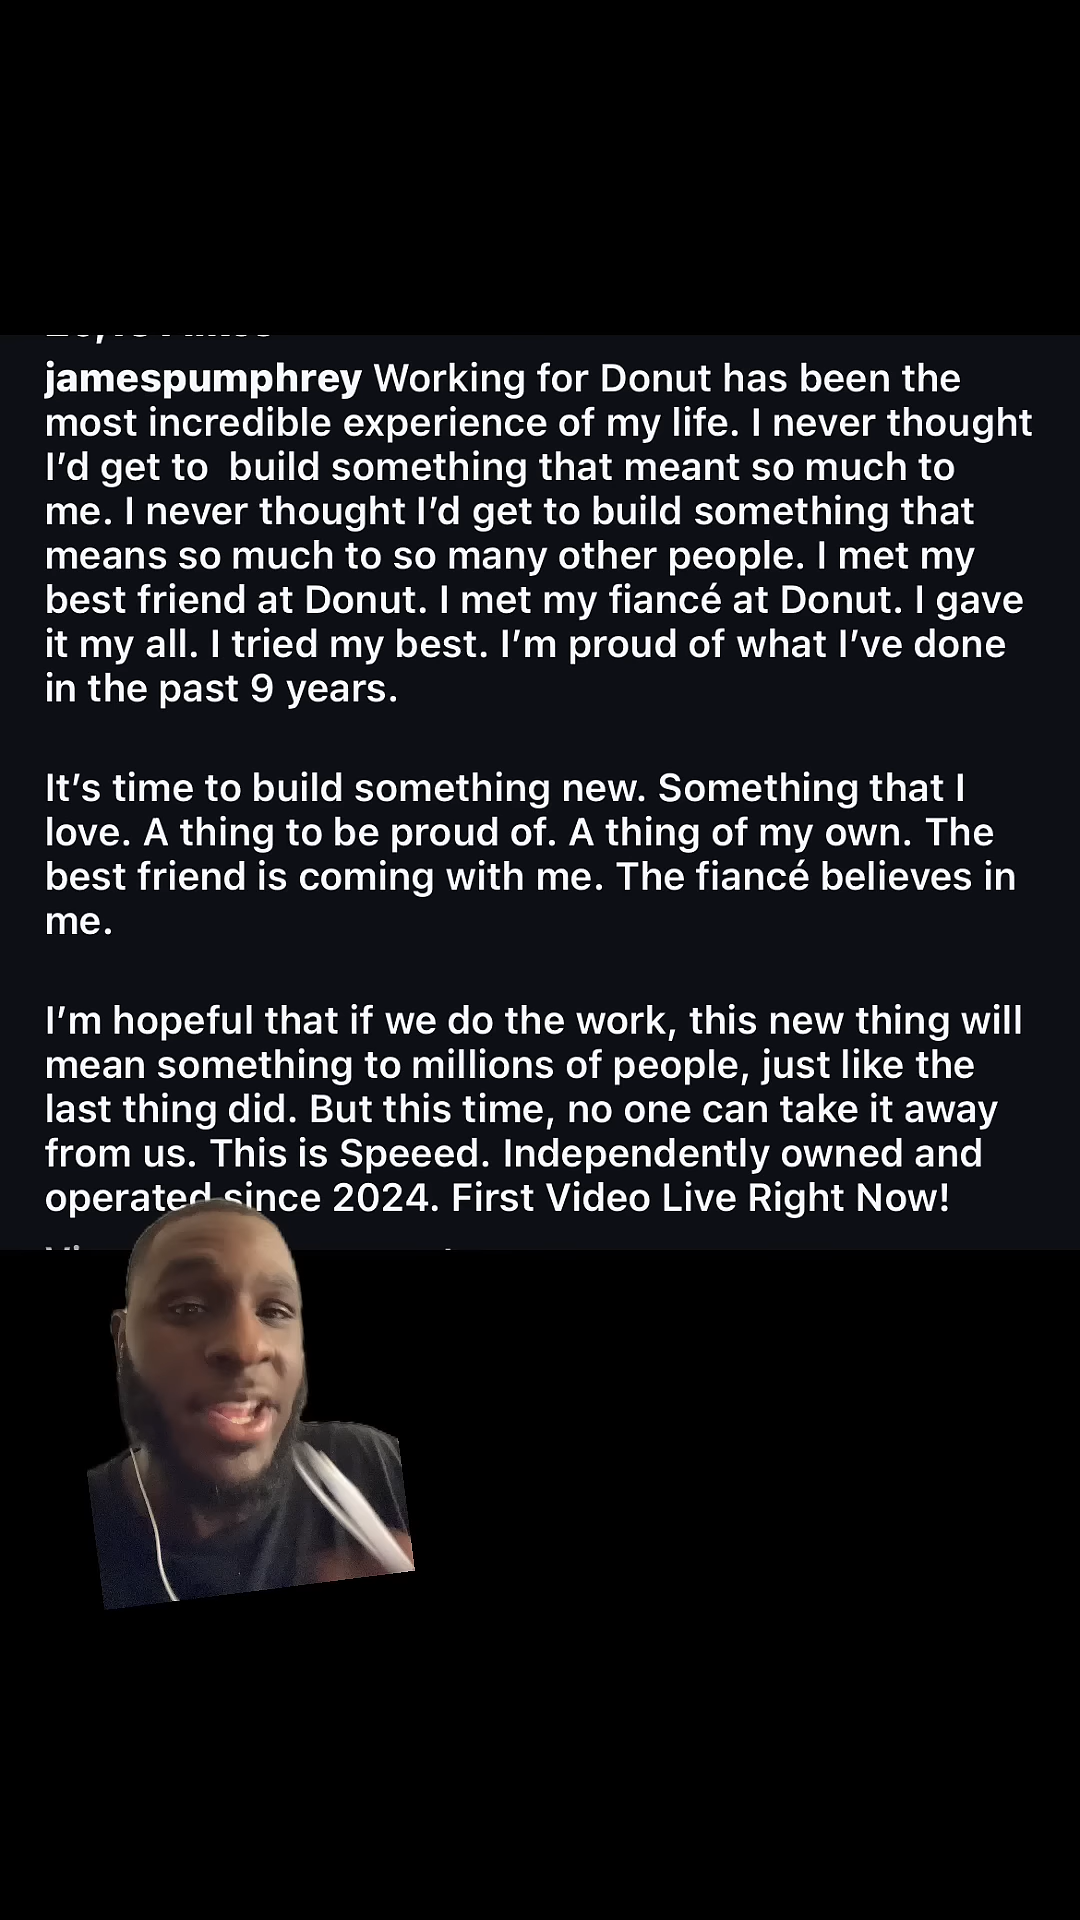 jamespumphrey Working for Donut has been the
most incredible experience of my life. I never thought
I’d get to  build something that meant so much to
me. I never thought I’d get to build something that
means so much to so many other people. I met my
best friend at Donut. I met my fiancé at Donut. I gave
it my all. I tried my best. I’m proud of what I’ve done
in the past 9 years.
It’s time to build something new. Something that I
love. A thing to be proud of. A thing of my own. The
best friend is coming with me. The fiancé believes in
me.
I’m hopeful that if we do the work, this new thing will
mean something to millions of people, just like the
last thing did. But this time, no one can take it away
from us. This is Speeed. Independently owned and
operated since 2024. First Video Live Right Now!